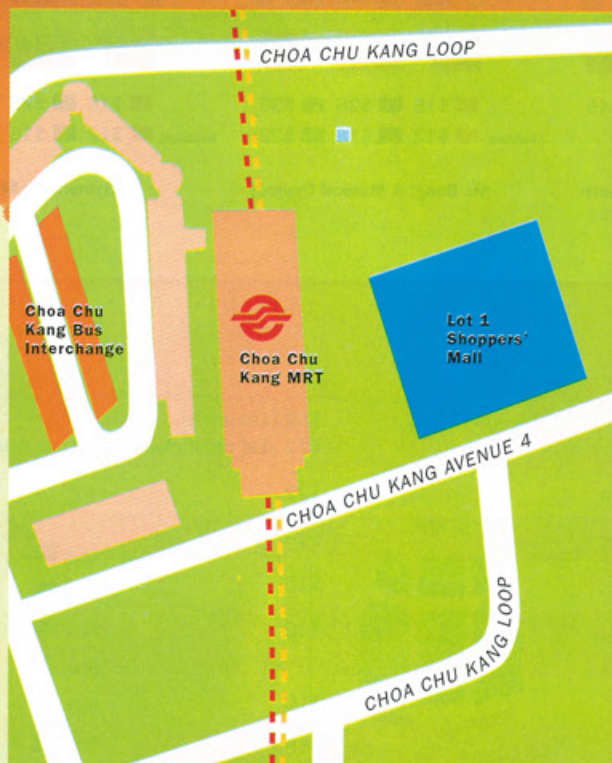 CHOA CHU KANG LOOP
Choa Chu
Kang Bus
Interchange
Choa Chu
Kang MRT
Lot 1
Shoppers'
Mall
CHOA CHU KANG AVENUE 4
CHOA CHU KANG LOOP